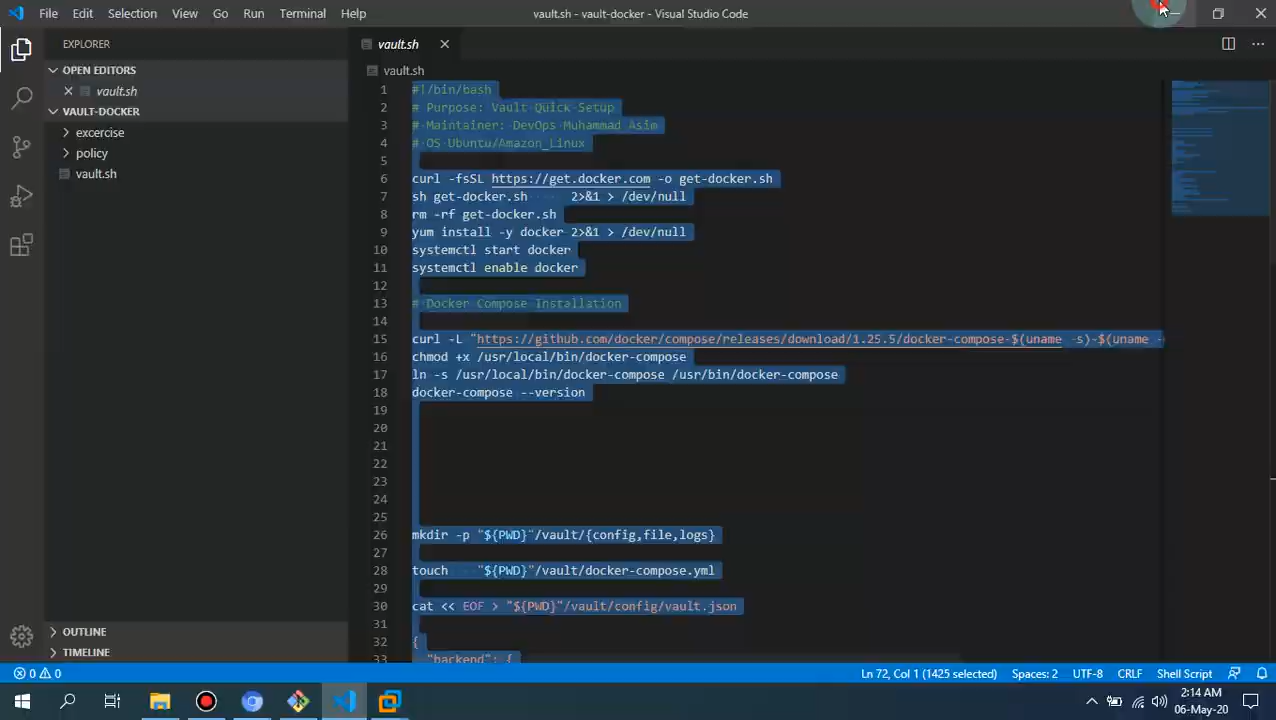 File Edit Selection View Go Run Terminal Help
vault.sh - vault-docker - Visual Studio Code
EXPLORER
OPEN EDITORS
vault.sh
VAULT-DOCKER
excercise
policy
vault.sh
OUTLINE
TIMELINE
vault.sh
vault.sh
1 #!/bin/bash
2 # Purpose: Vault Quick Setup
3 # Maintainer: DevOps Muhammad Asim
4 # OS Ubuntu/Amazon_Linux
5
6 curl -fsSL https://get.docker.com -o get-docker.sh
7 sh get-docker.sh 2>&1 > /dev/null
8 rm -rf get-docker.sh
9 yum install -y docker 2>&1 > /dev/null
10 systemctl start docker
11 systemctl enable docker
12
13 # Docker Compose Installation
14
15 curl -L "https://github.com/docker/compose/releases/download/1.25.5/docker-compose-$(uname -s)-$(uname -
16 chmod +x /usr/local/bin/docker-compose
17 ln -s /usr/local/bin/docker-compose /usr/bin/docker-compose
18 docker-compose --version
19
20
21
22
23
24
25
26 mkdir -p "${PWD}"/vault/{config,file,logs}
27
28 touch "${PWD}"/vault/docker-compose.yml
29
30 cat << EOF > "${PWD}"/vault/config/vault.json
31
32 {
33 "backend": {
0 0 Ln 72, Col 1 (1425 selected) Spaces: 2 UTF-8 CRLF Shell Script
2:14 AM
06-May-20